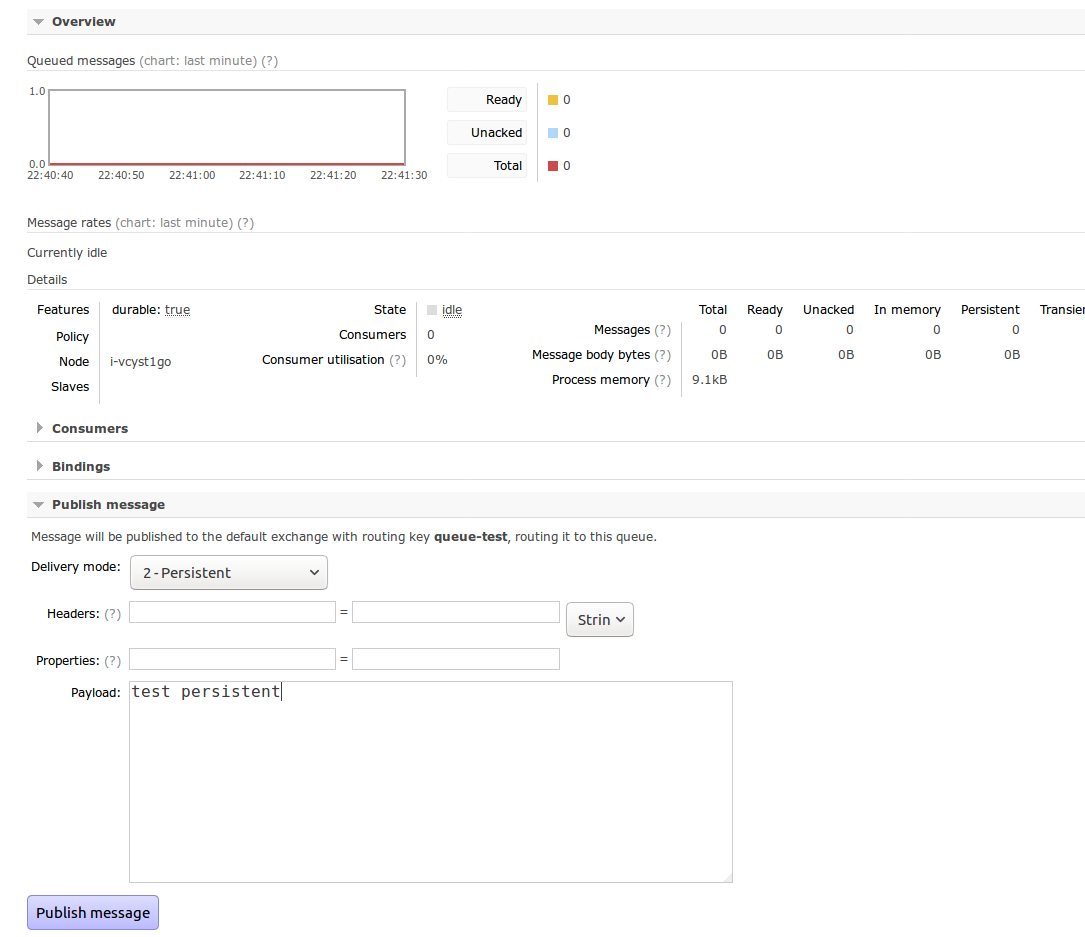 Overview
Queued messages (chart: last minute) (?)
1.0
0.0
22:40:40 22:40:50 22:41:00 22:41:10 22:41:20 22:41:30
Ready 0
Unacked 0
Total 0
Message rates (chart: last minute) (?)
Currently idle
Details
Features durable: true
Policy
Node i-vcyst1go
Slaves
State idle
Consumers 0
Consumer utilisation (?) 0%
Total Ready Unacked In memory Persistent Transien
Messages (?) 0 0 0 0 0
Message body bytes (?) 0B 0B 0B 0B 0B
Process memory (?) 9.1kB
Consumers
Bindings
Publish message
Message will be published to the default exchange with routing key queue-test, routing it to this queue.
Delivery mode: 2 - Persistent
Headers: (?) = Strin
Properties: (?) =
Payload: test persistent
Publish message